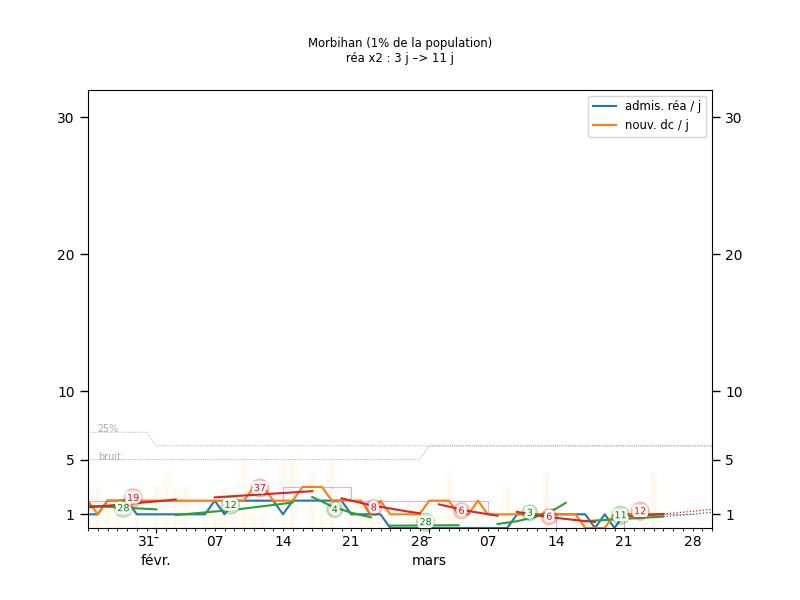 Morbihan (1% de la population)
réa x2 : 3 j –> 11 j
admis. réa / j
nouv. dc / j
30 30
20 20
10 10
5 5
1 1
25%
bruit
19 28 12 37 4 8 28 6 3 6 11 12
31 07 14 21 28 07 14 21 28
févr. mars